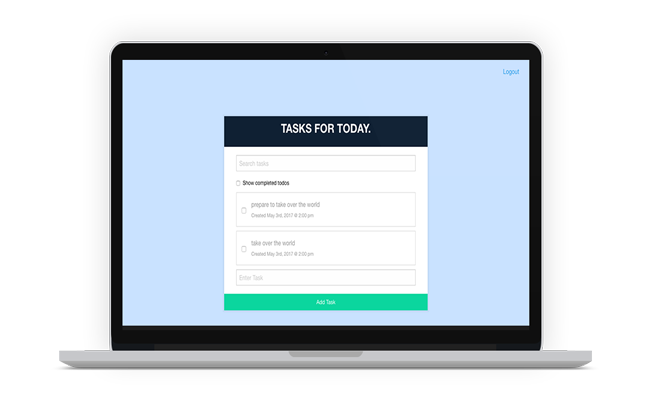 Logout
TASKS FOR TODAY.
Search tasks
Show completed todos
prepare to take over the world
Created May 3rd, 2017 @ 2:00 pm
take over the world
Created May 3rd, 2017 @ 2:03 pm
Enter Task
Add Task